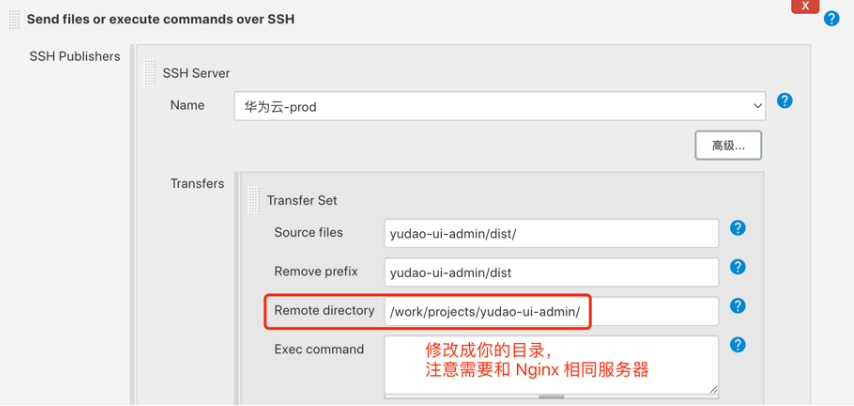 X
Send files or execute commands over SSH
?
SSH Publishers
SSH Server
Name
华为云-prod
?
高级...
Transfers
Transfer Set
Source files
yudao-ui-admin/dist/
?
Remove prefix
yudao-ui-admin/dist
?
Remote directory
/work/projects/yudao-ui-admin/
?
Exec command
修改成你的目录，
注意需要和 Nginx 相同服务器
?